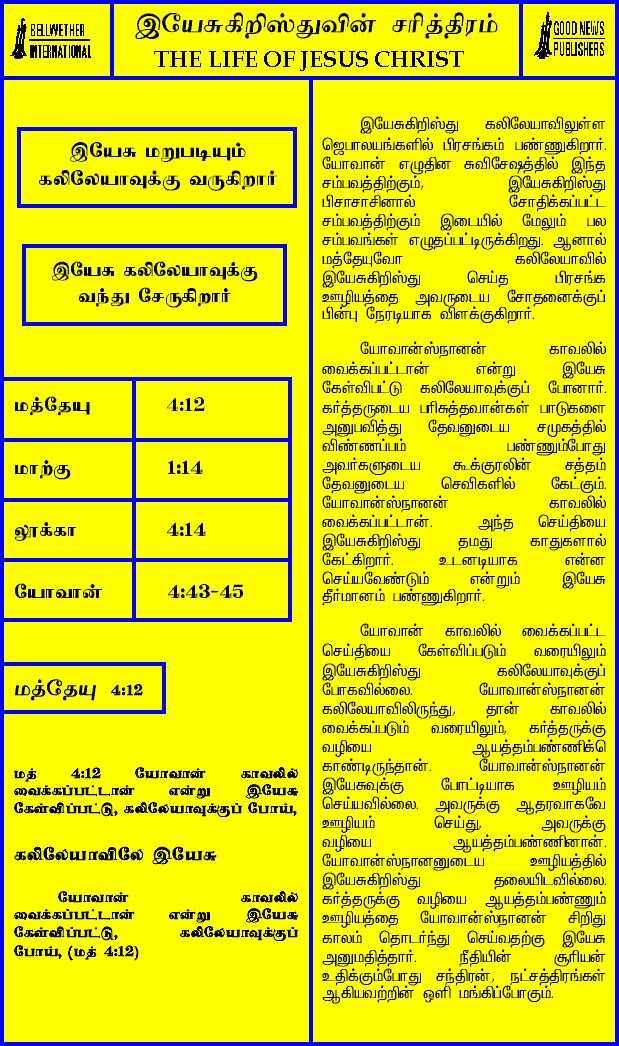 BELLWETHER
INTERNATIONAL
இயேசுகிறிஸ்துவின் சரித்திரம்
THE LIFE OF JESUS CHRIST
GOOD NEWS
PUBLISHERS
இயேசு மறுபடியும்
கலிலேயாவுக்கு வருகிறார்
இயேசு கலிலேயாவுக்கு
வந்து சேருகிறார்
மத்தேயு 4:12
மாற்கு 1:14
லூக்கா 4:14
யோவான் 4:43-45
மத்தேயு 4:12
மத் 4:12 யோவான் காவலில்
வைக்கப்பட்டான் என்று இயேசு
கேள்விப்பட்டு, கலிலேயாவுக்குப் போய்,
கலிலேயாவிலே இயேசு
யோவான் காவலில்
வைக்கப்பட்டான் என்று இயேசு
கேள்விப்பட்டு, கலிலேயாவுக்குப்
போய், (மத் 4:12)
இயேசுகிறிஸ்து கலிலேயாவிலுள்ள
ஜெபாலயங்களில் பிரசங்கம் பண்ணுகிறார்.
யோவான் எழுதின சுவிசேஷத்தில் இந்த
சம்பவத்திற்கும், இயேசுகிறிஸ்து
பிசாசாசினால் சோதிக்கப்பட்ட
சம்பவத்திற்கும் இடையில் மேலும் பல
சம்பவங்கள் எழுதப்பட்டிருக்கிறது. ஆனால்
மத்தேயுவோ கலிலேயாவில்
இயேசுகிறிஸ்து செய்த பிரசங்க
ஊழியத்தை அவருடைய சோதனைக்குப்
பின்பு நேரடியாக விளக்குகிறார்.
யோவான்ஸ்நானன் காவலில்
வைக்கப்பட்டான் என்று இயேசு
கேள்விபட்டு கலிலேயாவுக்குப் போனார்.
கர்த்தருடைய பரிசுத்தவான்கள் பாடுகளை
அனுபவித்து தேவனுடைய சமுகத்தில்
விண்ணப்பம் பண்ணும்போது
அவர்களுடைய கூக்குரலின் சத்தம்
தேவனுடைய செவிகளில் கேட்கும்.
யோவான்ஸ்நானன் காவலில்
வைக்கப்பட்டான். அந்த செய்தியை
இயேசுகிறிஸ்து தமது காதுகளால்
கேட்கிறார். உடனடியாக என்ன
செய்யவேண்டும் என்றும் இயேசு
தீர்மானம் பண்ணுகிறார்.
யோவான் காவலில் வைக்கப்பட்ட
செய்தியை கேள்விப்படும் வரையிலும்
இயேசுகிறிஸ்து கலிலேயாவுக்குப்
போகவில்லை. யோவான்ஸ்நானன்
கலிலேயாவிலிருந்து, தான் காவலில்
வைக்கப்படும் வரையிலும், கர்த்தருக்கு
வழியை ஆயத்தம்பண்ணிக்கெ
காண்டிருந்தான். யோவான்ஸ்நானன்
இயேசுவுக்கு போட்டியாக ஊழியம்
செய்யவில்லை. அவருக்கு ஆதரவாகவே
ஊழியம் செய்து, அவருக்கு
வழியை ஆயத்தம்பண்ணினான்.
யோவான்ஸ்நானனுடைய ஊழியத்தில்
இயேசுகிறிஸ்து தலையிடவில்லை.
கர்த்தருக்கு வழியை ஆயத்தம்பண்ணும்
ஊழியத்தை யோவான்ஸ்நானன் சிறிது
காலம் தொடர்ந்து செய்வதற்கு இயேசு
அனுமதித்தார். நீதியின் சூரியன்
உதிக்கும்போது சந்திரன், நட்சத்திரங்கள்
ஆகியவற்றின் ஒளி மங்கிப்போகும்.